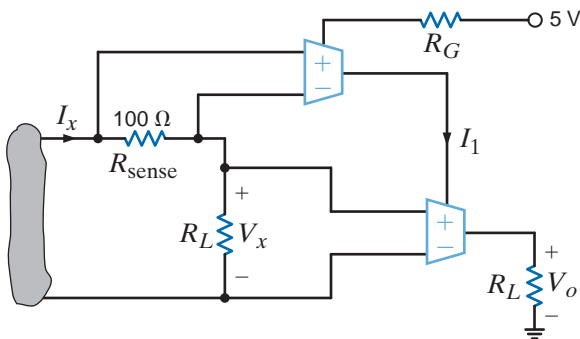 5 V
R_G
+
−
I_x
100 Ω
R_sense
I_1
+
R_L
V_x
−
+
−
+
R_L
V_o
−